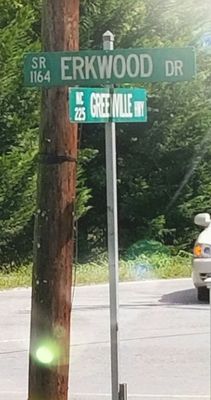 SR 1164 ERKWOOD DR
NC 225 GREENVILLE HWY